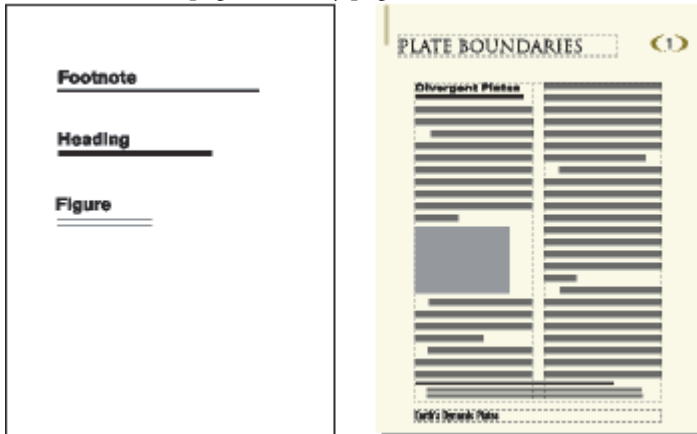 Footnote
Heading
Figure
PLATE BOUNDARIES
1
Divergent Plates
Earth's Dynamic Plates